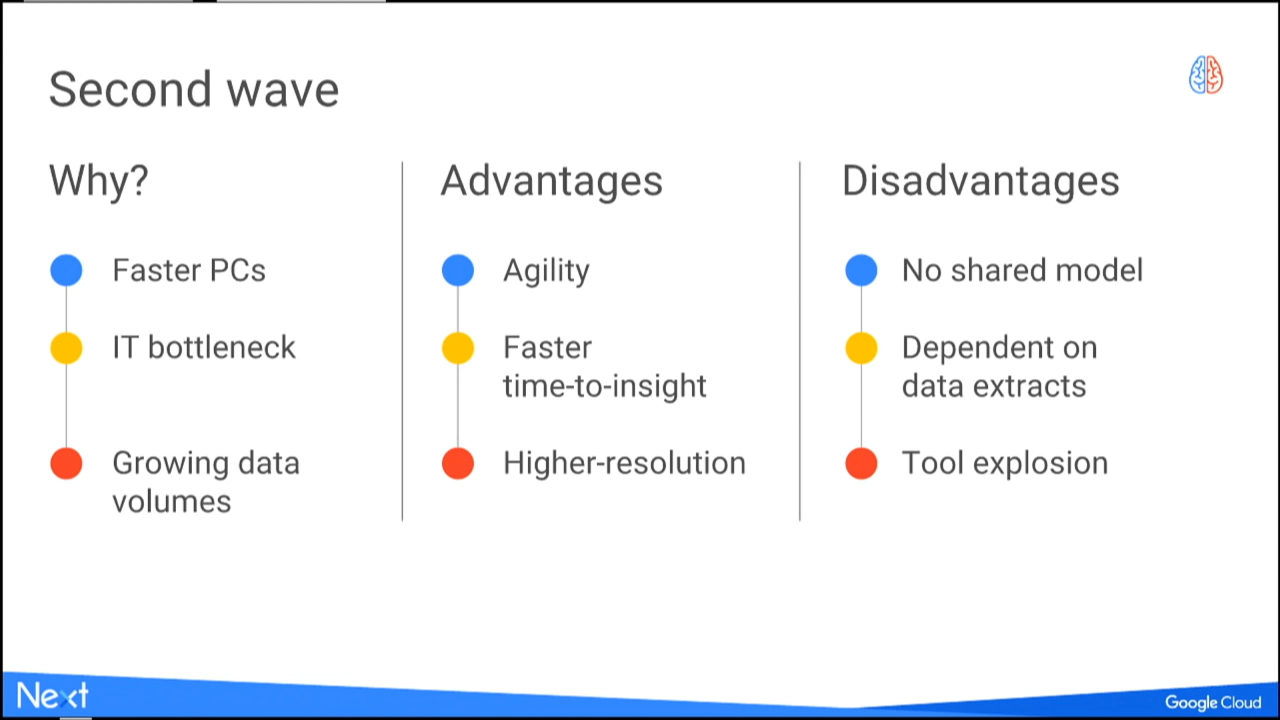 Second wave
Why?
Faster PCs
IT bottleneck
Growing data
volumes
Advantages
Agility
Faster
time-to-insight
Higher-resolution
Disadvantages
No shared model
Dependent on
data extracts
Tool explosion
Next
Google Cloud